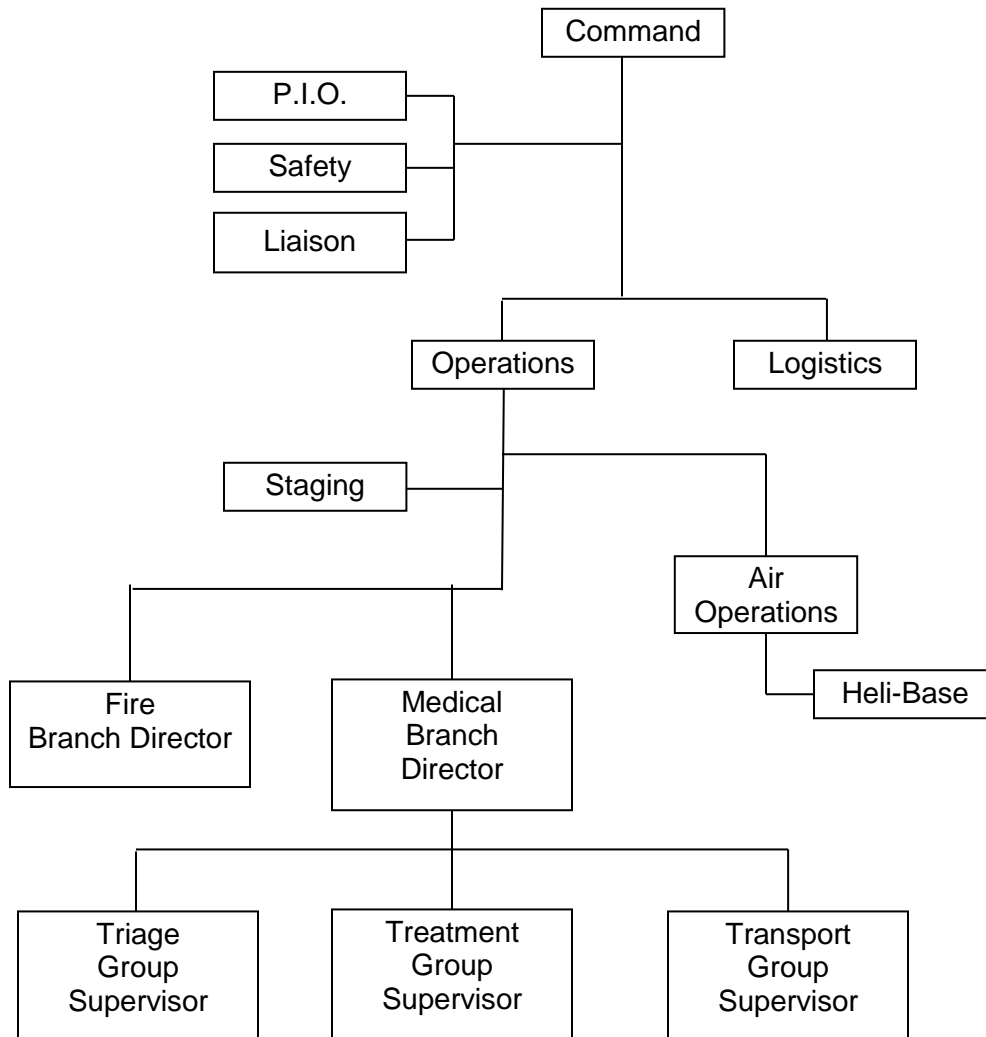 Command
P.I.O.
Safety
Liaison
Operations
Logistics
Staging
Air
Operations
Heli-Base
Fire
Branch Director
Medical
Branch
Director
Triage
Group
Supervisor
Treatment
Group
Supervisor
Transport
Group
Supervisor